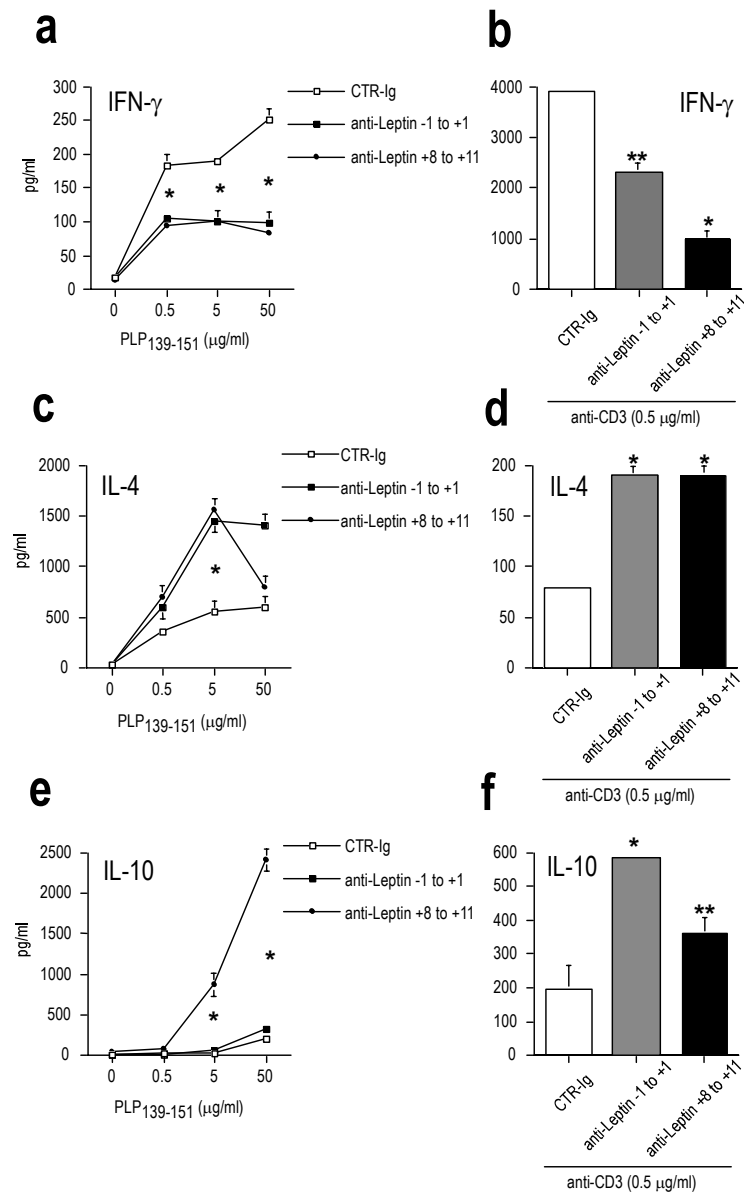 a
IFN-γ
CTR-Ig
anti-Leptin -1 to +1
anti-Leptin +8 to +11
pg/ml
300
250
200
150
100
50
0
* * *
0 0.5 5 50
PLP139-151 (μg/ml)
b
IFN-γ
4000
3000
2000
1000
0
**
*
CTR-Ig
anti-Leptin -1 to +1
anti-Leptin +8 to +11
anti-CD3 (0.5 μg/ml)
c
IL-4
CTR-Ig
anti-Leptin -1 to +1
anti-Leptin +8 to +11
pg/ml
2000
1500
1000
500
0
*
0 0.5 5 50
PLP139-151 (μg/ml)
d
IL-4
200
150
100
50
0
* *
CTR-Ig
anti-Leptin -1 to +1
anti-Leptin +8 to +11
anti-CD3 (0.5 μg/ml)
e
IL-10
CTR-Ig
anti-Leptin -1 to +1
anti-Leptin +8 to +11
pg/ml
2500
2000
1500
1000
500
0
*
*
0 0.5 5 50
PLP139-151 (μg/ml)
f
IL-10
600
500
400
300
200
100
0
*
**
CTR-Ig
anti-Leptin -1 to +1
anti-Leptin +8 to +11
anti-CD3 (0.5 μg/ml)